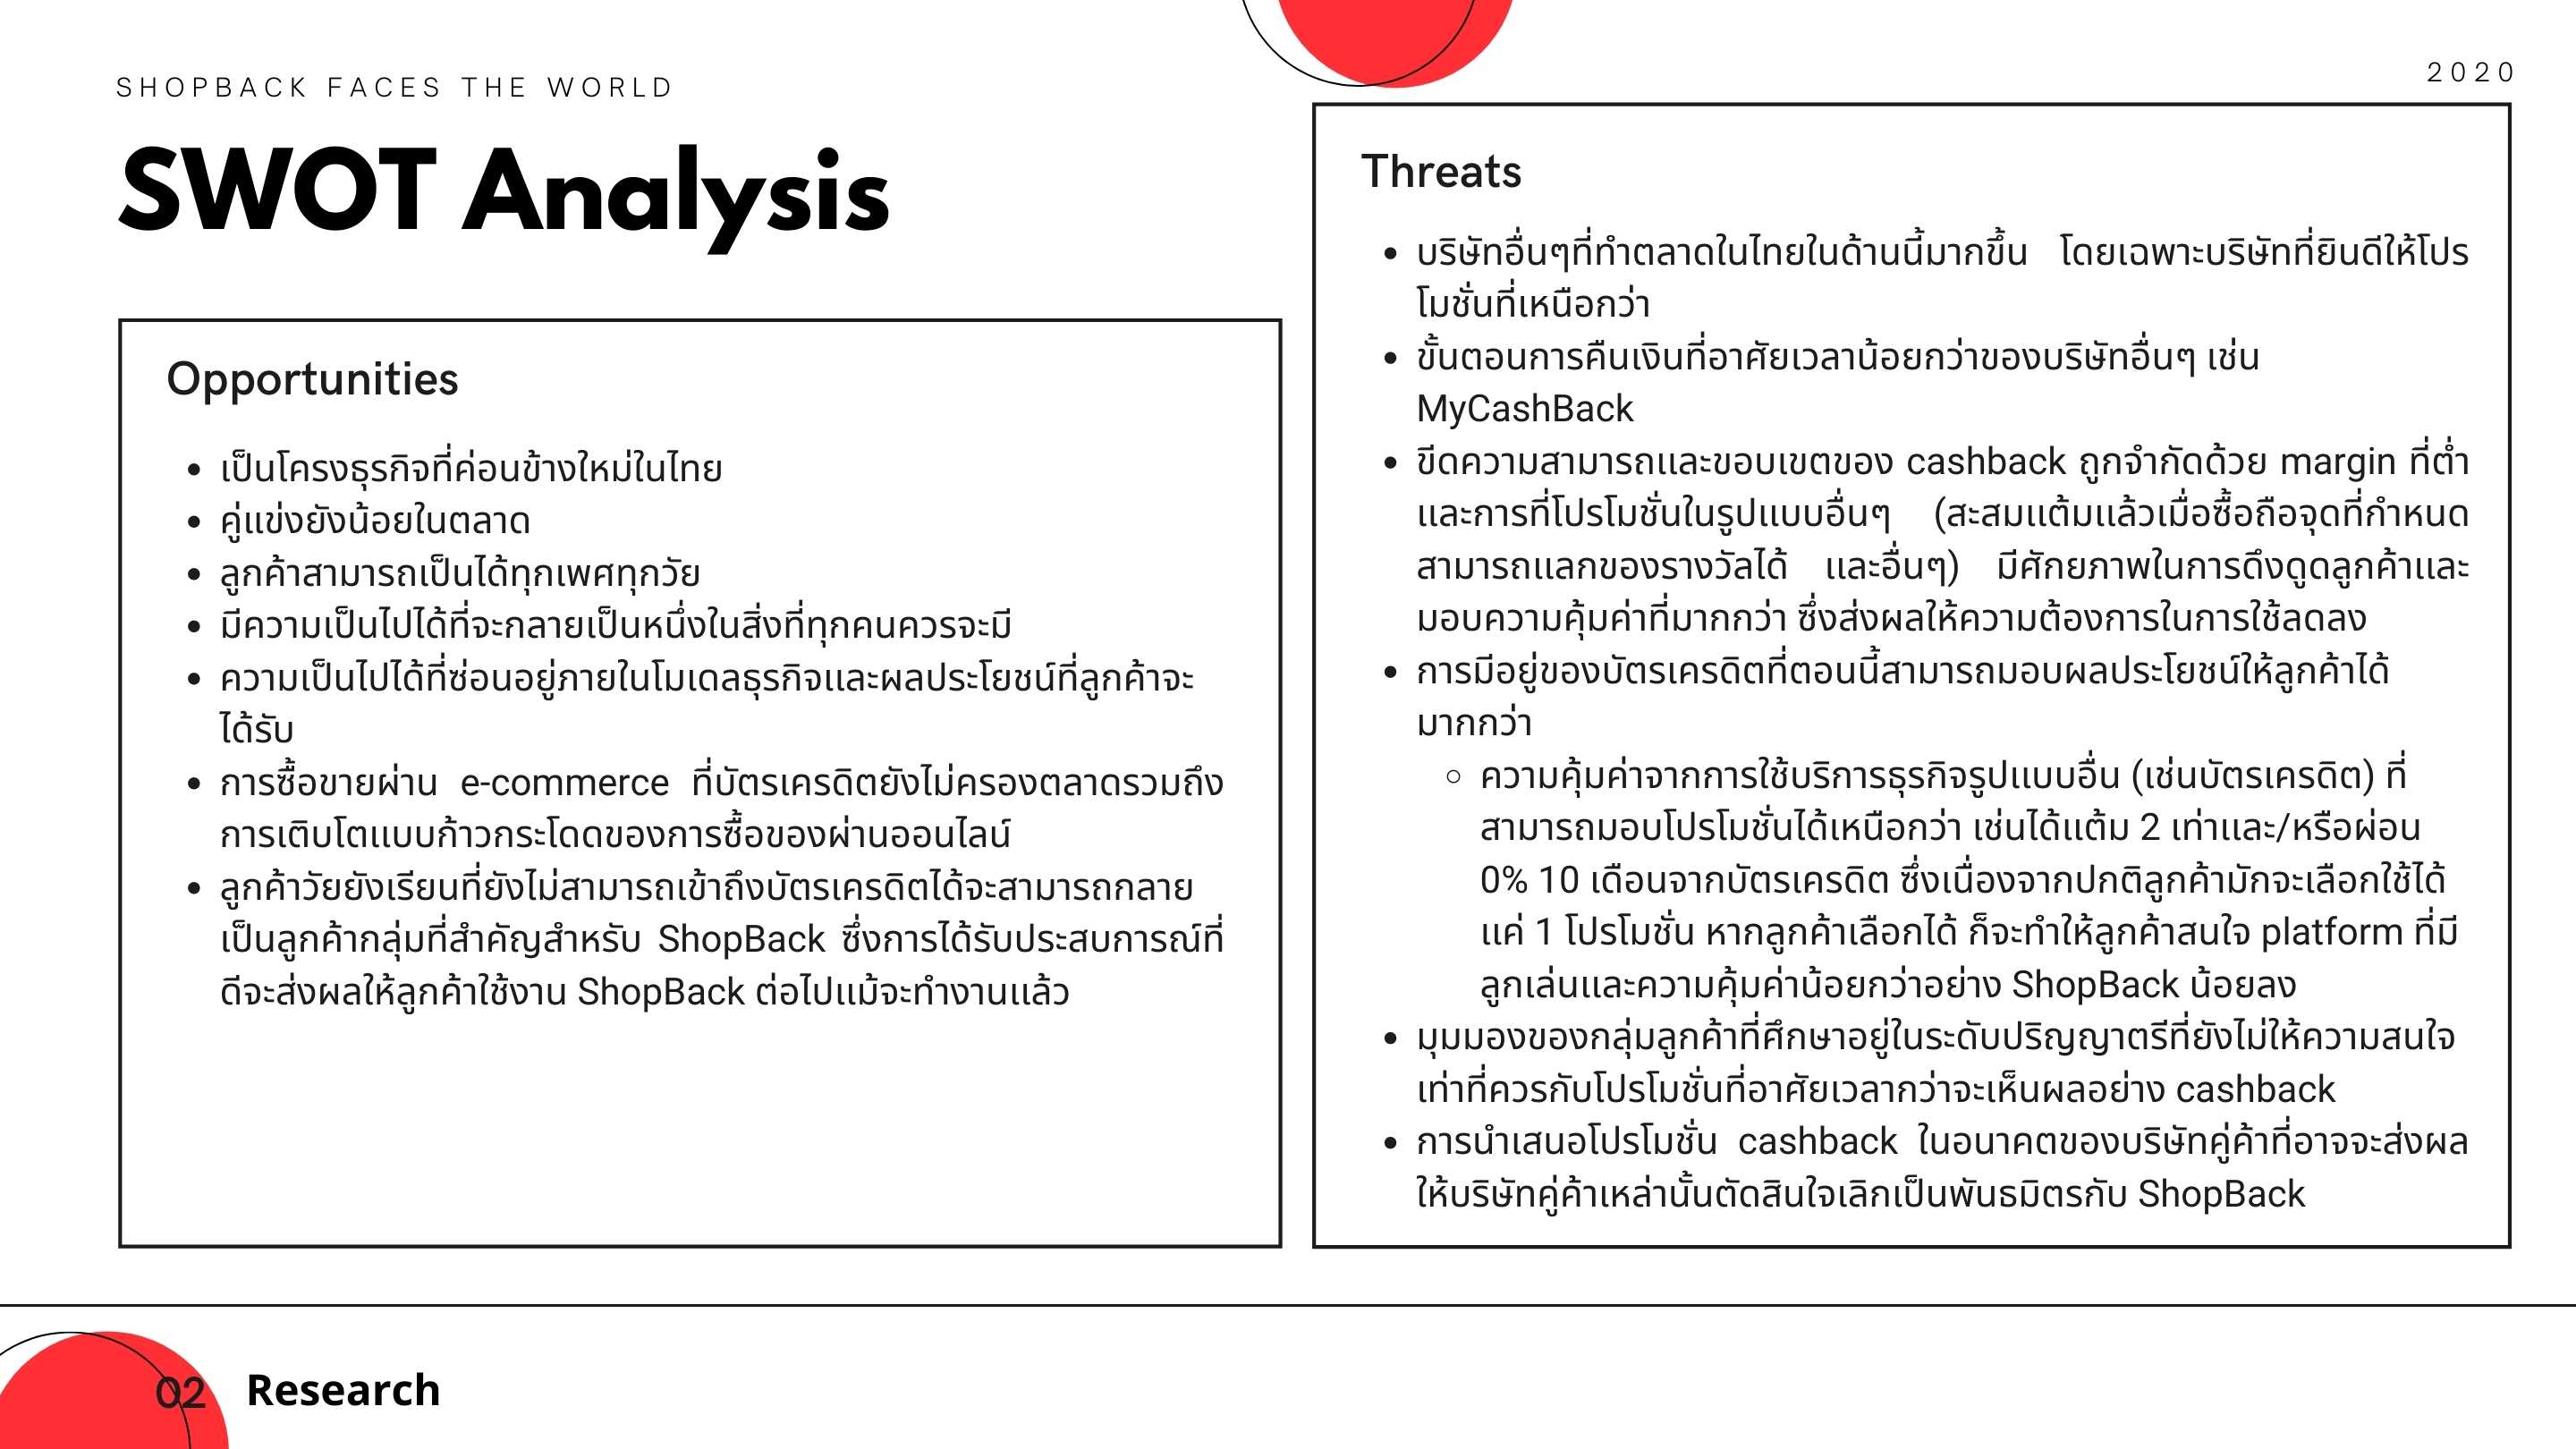 SHOPBACK FACES THE WORLD
2020
SWOT Analysis
Opportunities
• เป็นโครงธุรกิจที่ค่อนข้างใหม่ในไทย
• คู่แข่งยังน้อยในตลาด
• ลูกค้าสามารถเป็นได้ทุกเพศทุกวัย
• มีความเป็นไปได้ที่จะกลายเป็นหนึ่งในสิ่งที่ทุกคนควรจะมี
• ความเป็นไปได้ที่ซ่อนอยู่ภายในโมเดลธุรกิจและผลประโยชน์ที่ลูกค้าจะ
ได้รับ
• การซื้อขายผ่าน e-commerce ที่บัตรเครดิตยังไม่ครองตลาดรวมถึง
การเติบโตแบบก้าวกระโดดของการซื้อของผ่านออนไลน์
• ลูกค้าวัยยังเรียนที่ยังไม่สามารถเข้าถึงบัตรเครดิตได้จะสามารถกลาย
เป็นลูกค้ากลุ่มที่สำคัญสำหรับ ShopBack ซึ่งการได้รับประสบการณ์ที่
ดีจะส่งผลให้ลูกค้าใช้งาน ShopBack ต่อไปแม้จะทำงานแล้ว
Threats
• บริษัทอื่นๆที่ทำตลาดในไทยในด้านนี้มากขึ้น โดยเฉพาะบริษัทที่ยินดีให้โปร
โมชั่นที่เหนือกว่า
• ขั้นตอนการคืนเงินที่อาศัยเวลาน้อยกว่าของบริษัทอื่นๆ เช่น
MyCashBack
• ขีดความสามารถและขอบเขตของ cashback ถูกจำกัดด้วย margin ที่ต่ำ
และการที่โปรโมชั่นในรูปแบบอื่นๆ (สะสมแต้มแล้วเมื่อซื้อถือจุดที่กำหนด
สามารถแลกของรางวัลได้ และอื่นๆ) มีศักยภาพในการดึงดูดลูกค้าและ
มอบความคุ้มค่าที่มากกว่า ซึ่งส่งผลให้ความต้องการในการใช้ลดลง
• การมีอยู่ของบัตรเครดิตที่ตอนนี้สามารถมอบผลประโยชน์ให้ลูกค้าได้
มากกว่า
◦ ความคุ้มค่าจากการใช้บริการธุรกิจรูปแบบอื่น (เช่นบัตรเครดิต) ที่
สามารถมอบโปรโมชั่นได้เหนือกว่า เช่นได้แต้ม 2 เท่าและ/หรือผ่อน
0% 10 เดือนจากบัตรเครดิต ซึ่งเนื่องจากปกติลูกค้ามักจะเลือกใช้ได้
แค่ 1 โปรโมชั่น หากลูกค้าเลือกได้ ก็จะทำให้ลูกค้าสนใจ platform ที่มี
ลูกเล่นและความคุ้มค่าน้อยกว่าอย่าง ShopBack น้อยลง
• มุมมองของกลุ่มลูกค้าที่ศึกษาอยู่ในระดับปริญญาตรีที่ยังไม่ให้ความสนใจ
เท่าที่ควรกับโปรโมชั่นที่อาศัยเวลากว่าจะเห็นผลอย่าง cashback
• การนำเสนอโปรโมชั่น cashback ในอนาคตของบริษัทคู่ค้าที่อาจจะส่งผล
ให้บริษัทคู่ค้าเหล่านั้นตัดสินใจเลิกเป็นพันธมิตรกับ ShopBack
02 Research